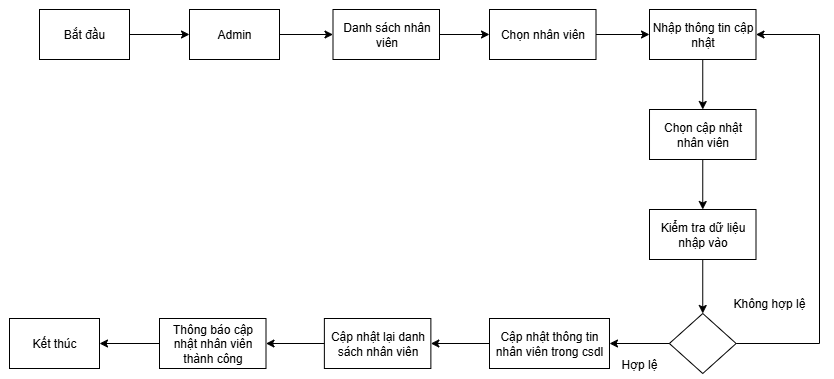 Bắt đầu
Admin
Danh sách nhân
viên
Chọn nhân viên
Nhập thông tin cập
nhật
Chọn cập nhật
nhân viên
Kiểm tra dữ liệu
nhập vào
Không hợp lệ
Hợp lệ
Cập nhật thông tin
nhân viên trong csdl
Cập nhật lại danh
sách nhân viên
Thông báo cập
nhật nhân viên
thành công
Kết thúc